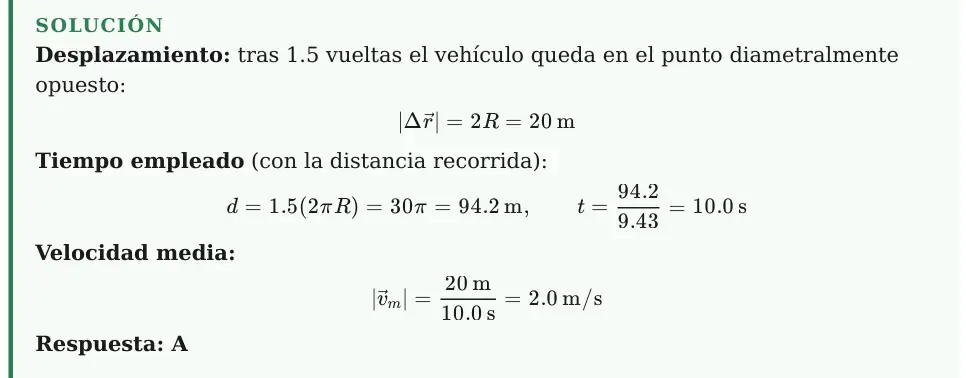 SOLUCIÓN
Desplazamiento: tras 1.5 vueltas el vehículo queda en el punto diametralmente
opuesto:
|Δr⃗| = 2R = 20 m
Tiempo empleado (con la distancia recorrida):
d = 1.5(2πR) = 30π = 94.2 m, t = 94.2/9.43 = 10.0 s
Velocidad media:
|v⃗ₘ| = 20 m/10.0 s = 2.0 m/s
Respuesta: A